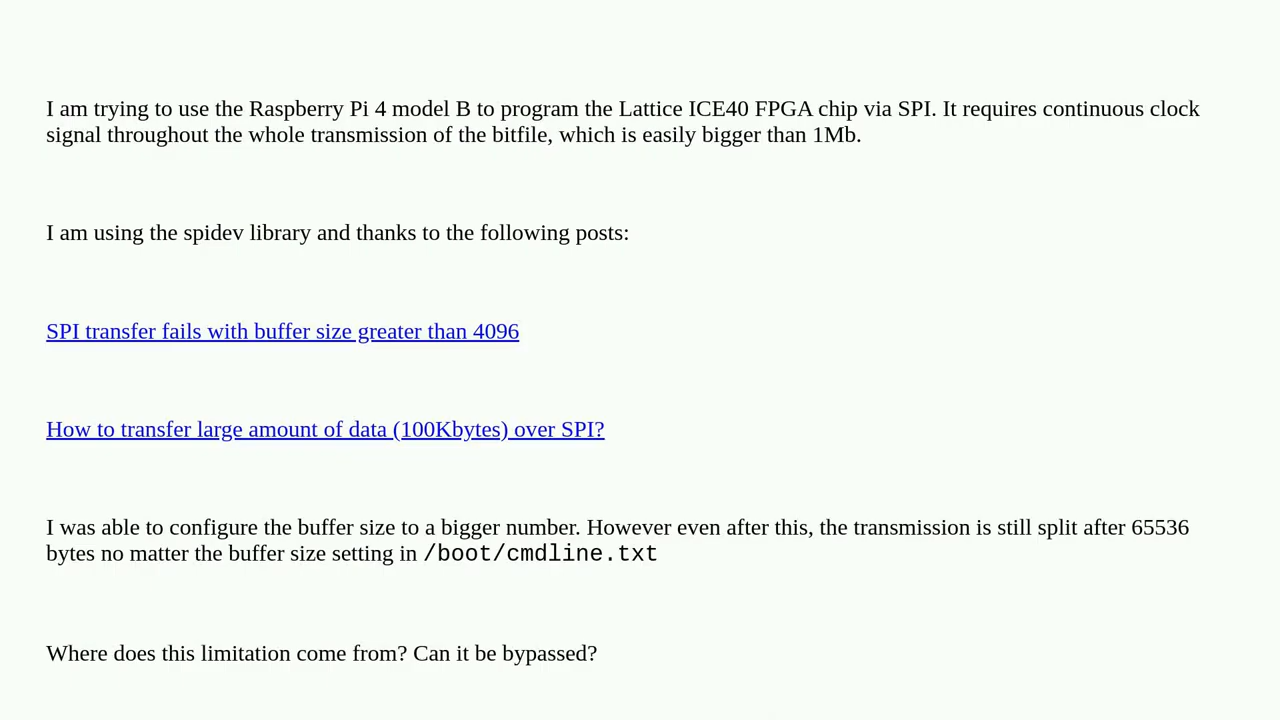 I am trying to use the Raspberry Pi 4 model B to program the Lattice ICE40 FPGA chip via SPI. It requires continuous clock
signal throughout the whole transmission of the bitfile, which is easily bigger than 1Mb.
I am using the spidev library and thanks to the following posts:
SPI transfer fails with buffer size greater than 4096
How to transfer large amount of data (100Kbytes) over SPI?
I was able to configure the buffer size to a bigger number. However even after this, the transmission is still split after 65536
bytes no matter the buffer size setting in /boot/cmdline.txt
Where does this limitation come from? Can it be bypassed?